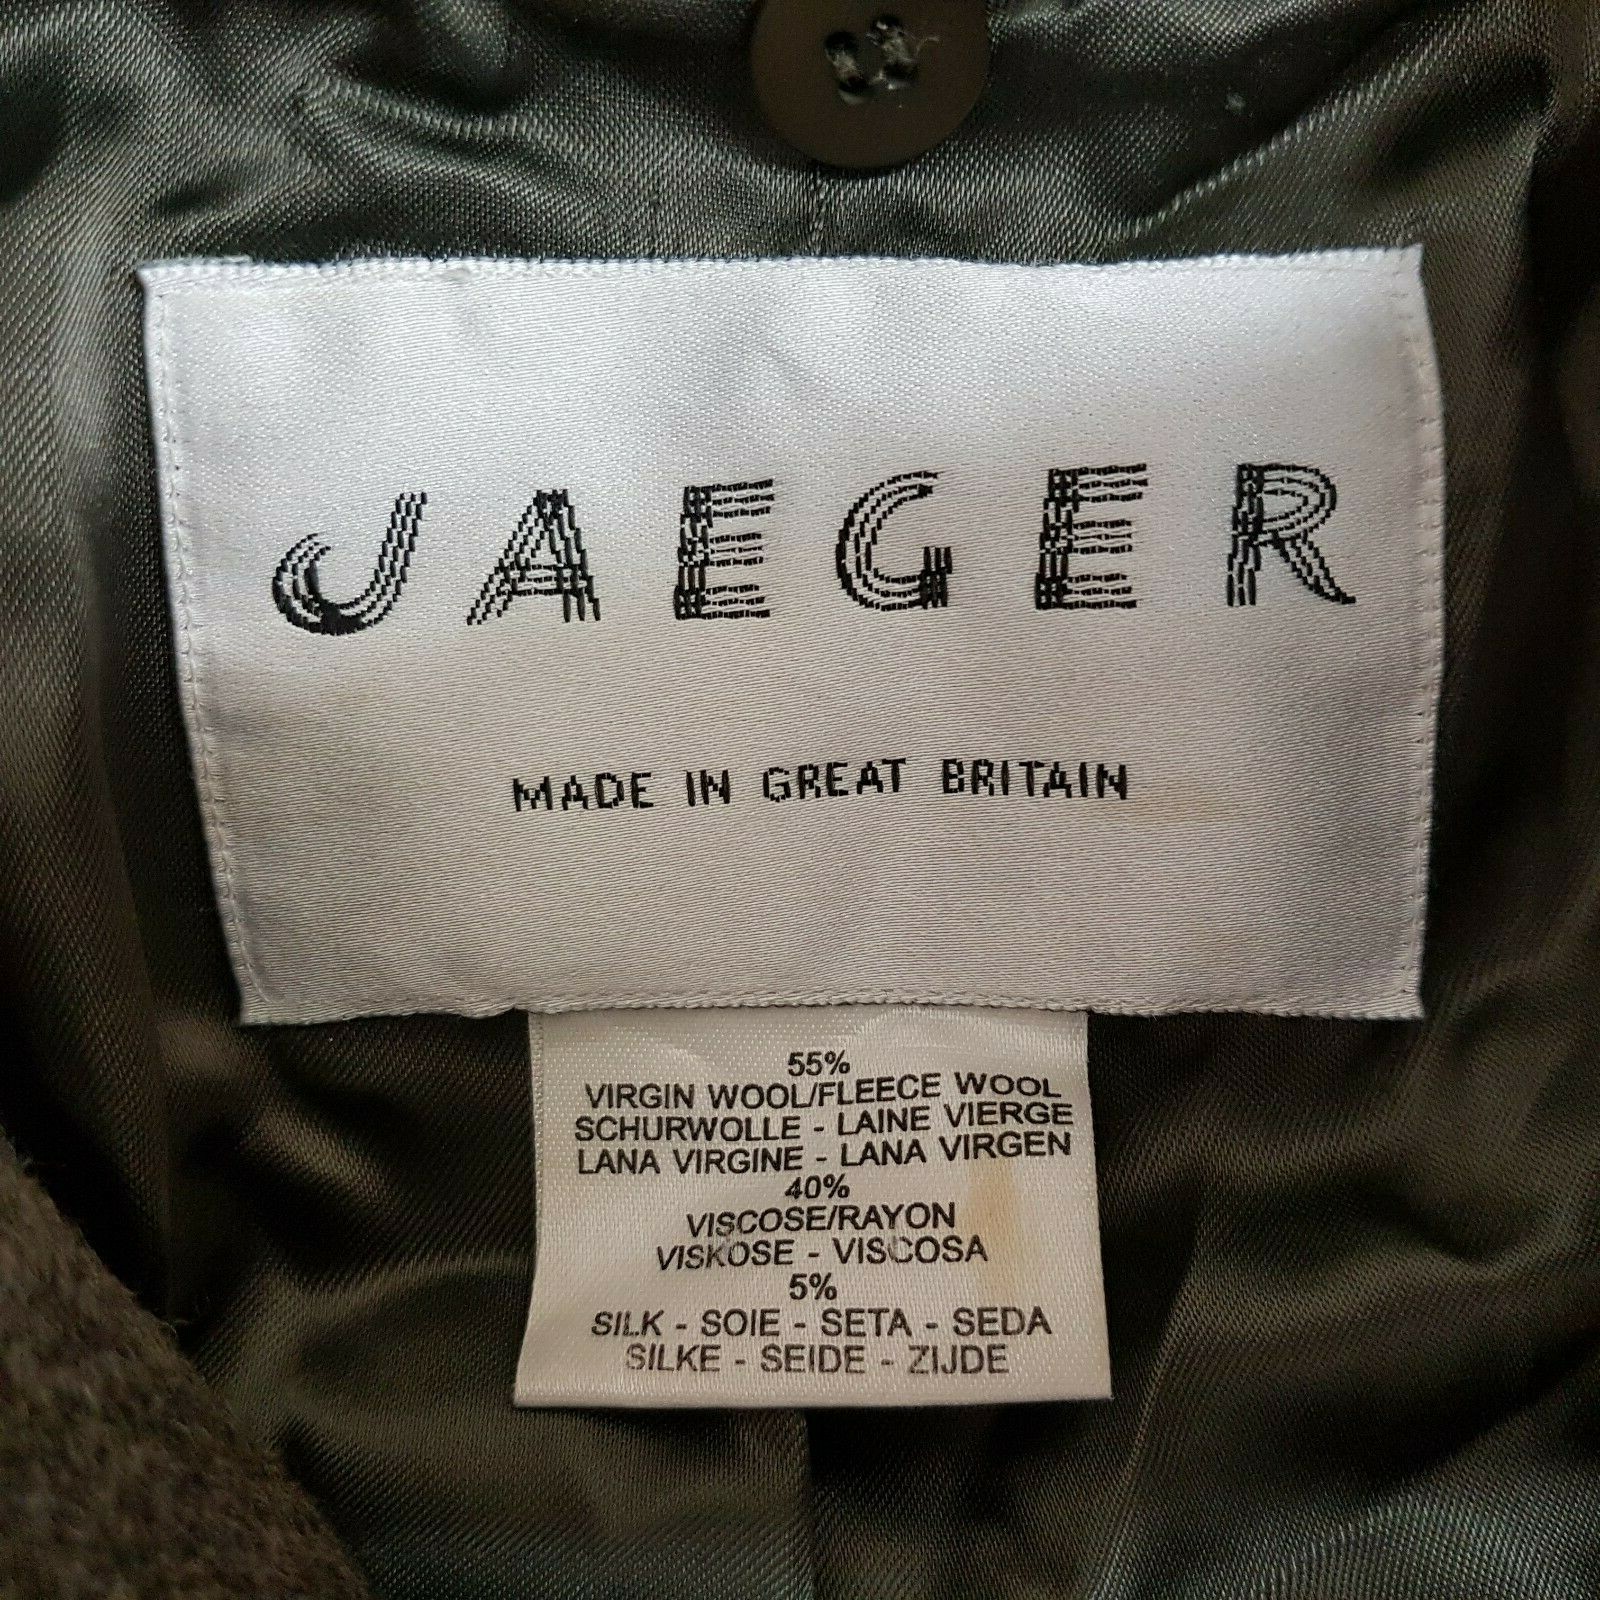 JAEGER
MADE IN GREAT BRITAIN
55%
VIRGIN WOOL/FLEECE WOOL
SCHURWOLLE - LAINE VIERGE
LANA VIRGINE - LANA VIRGEN
40%
VISCOSE/RAYON
VISKOSE - VISCOSA
5%
SILK - SOIE - SETA - SEDA
SILKE - SEIDE - ZIJDE